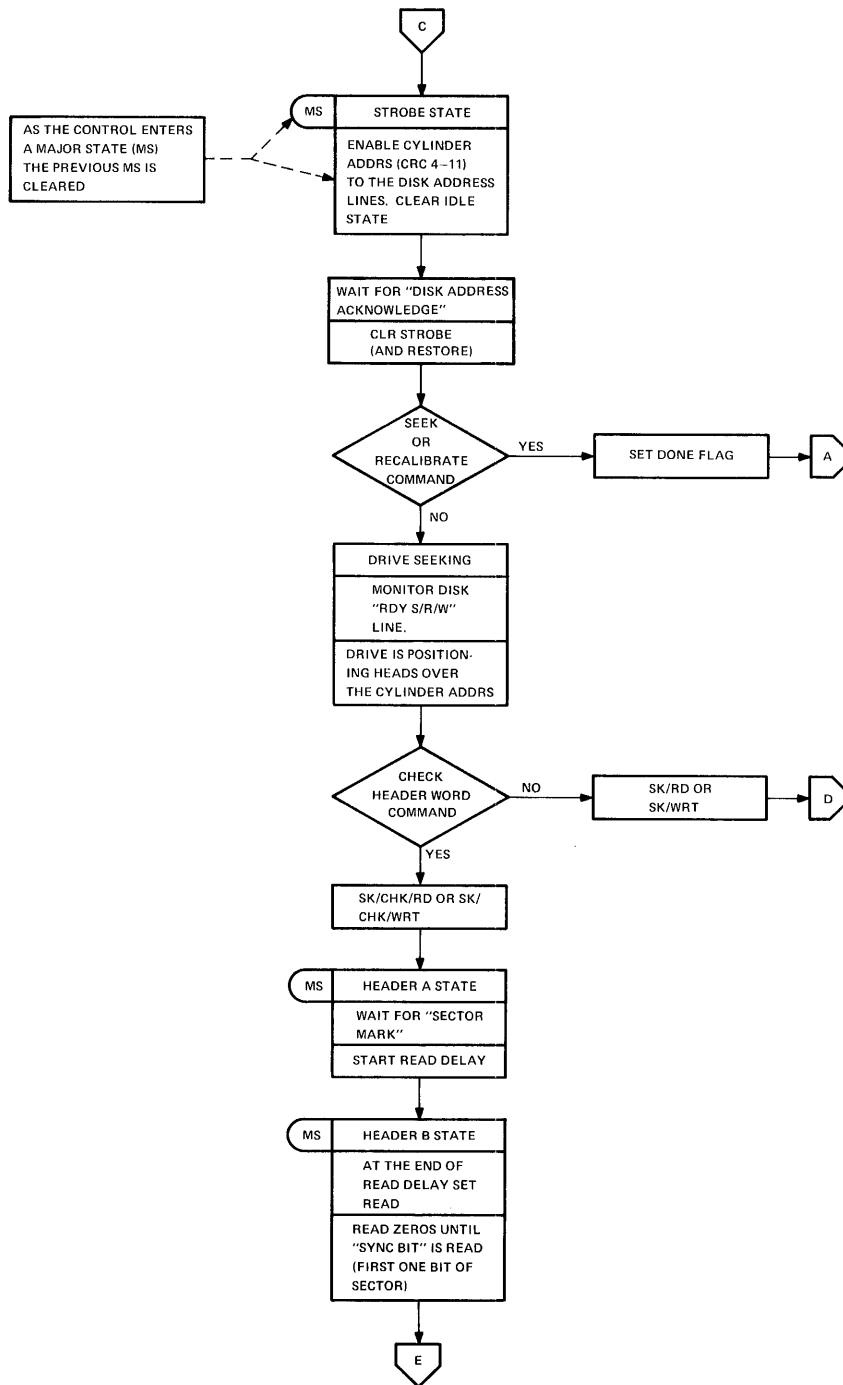 C
MS
STROBE STATE
AS THE CONTROL ENTERS
A MAJOR STATE (MS)
THE PREVIOUS MS IS
CLEARED
ENABLE CYLINDER
ADDRS (CRC 4–11)
TO THE DISK ADDRESS
LINES. CLEAR IDLE
STATE
WAIT FOR "DISK ADDRESS
ACKNOWLEDGE"
CLR STROBE
(AND RESTORE)
SEEK
OR
RECALIBRATE
COMMAND
YES
SET DONE FLAG
A
NO
DRIVE SEEKING
MONITOR DISK
"RDY S/R/W"
LINE.
DRIVE IS POSITION-
ING HEADS OVER
THE CYLINDER ADDRS
CHECK
HEADER WORD
COMMAND
NO
SK/RD OR
SK/WRT
D
YES
SK/CHK/RD OR SK/
CHK/WRT
MS
HEADER A STATE
WAIT FOR "SECTOR
MARK"
START READ DELAY
MS
HEADER B STATE
AT THE END OF
READ DELAY SET
READ
READ ZEROS UNTIL
"SYNC BIT" IS READ
(FIRST ONE BIT OF
SECTOR)
E